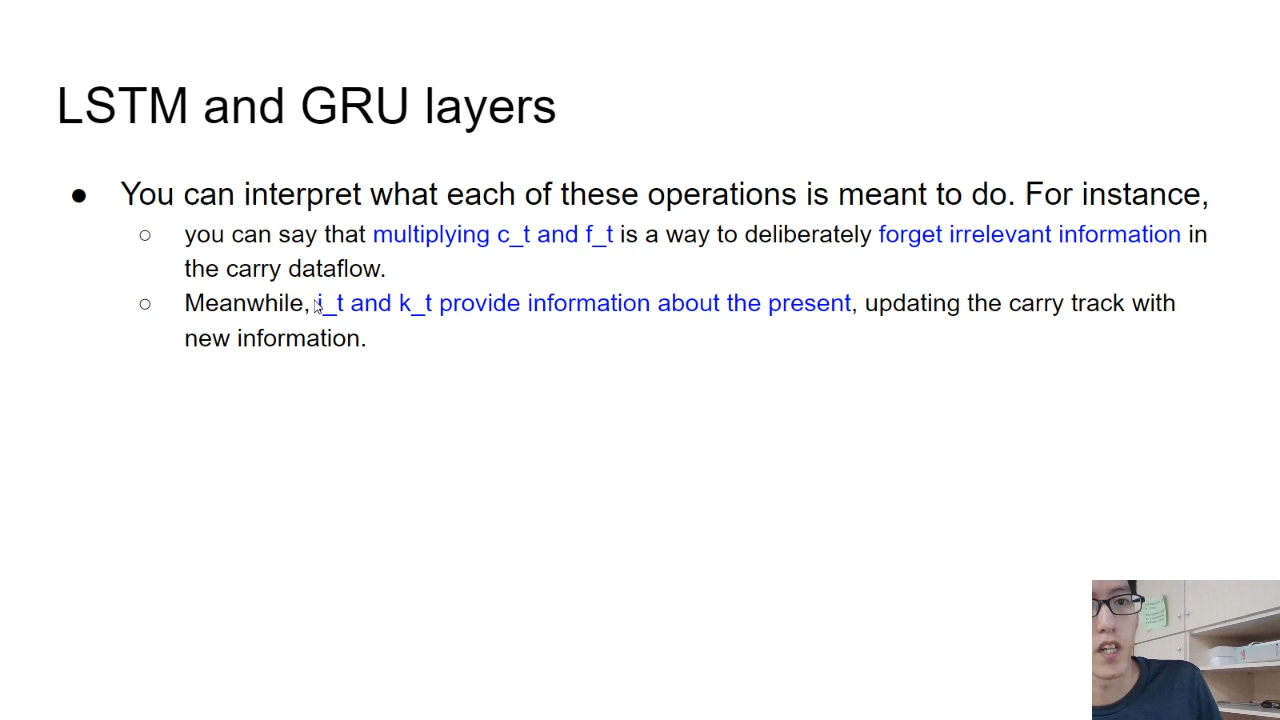 LSTM and GRU layers
● You can interpret what each of these operations is meant to do. For instance,
○ you can say that multiplying c_t and f_t is a way to deliberately forget irrelevant information in
the carry dataflow.
○ Meanwhile, i_t and k_t provide information about the present, updating the carry track with
new information.